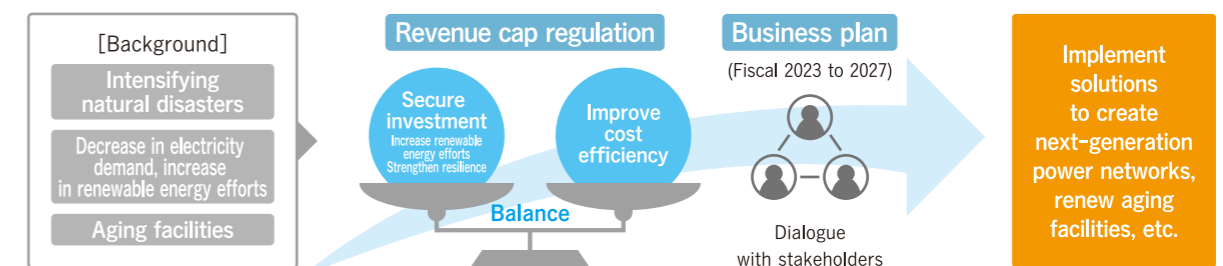 [Background]
Intensifying
natural disasters
Decrease in electricity
demand, increase
in renewable energy efforts
Aging facilities
Revenue cap regulation
Secure
investment
Increase renewable
energy efforts
Strengthen resilience
Improve
cost
efficiency
Balance
Business plan
(Fiscal 2023 to 2027)
Dialogue
with stakeholders
Implement
solutions
to create
next-generation
power networks,
renew aging
facilities, etc.